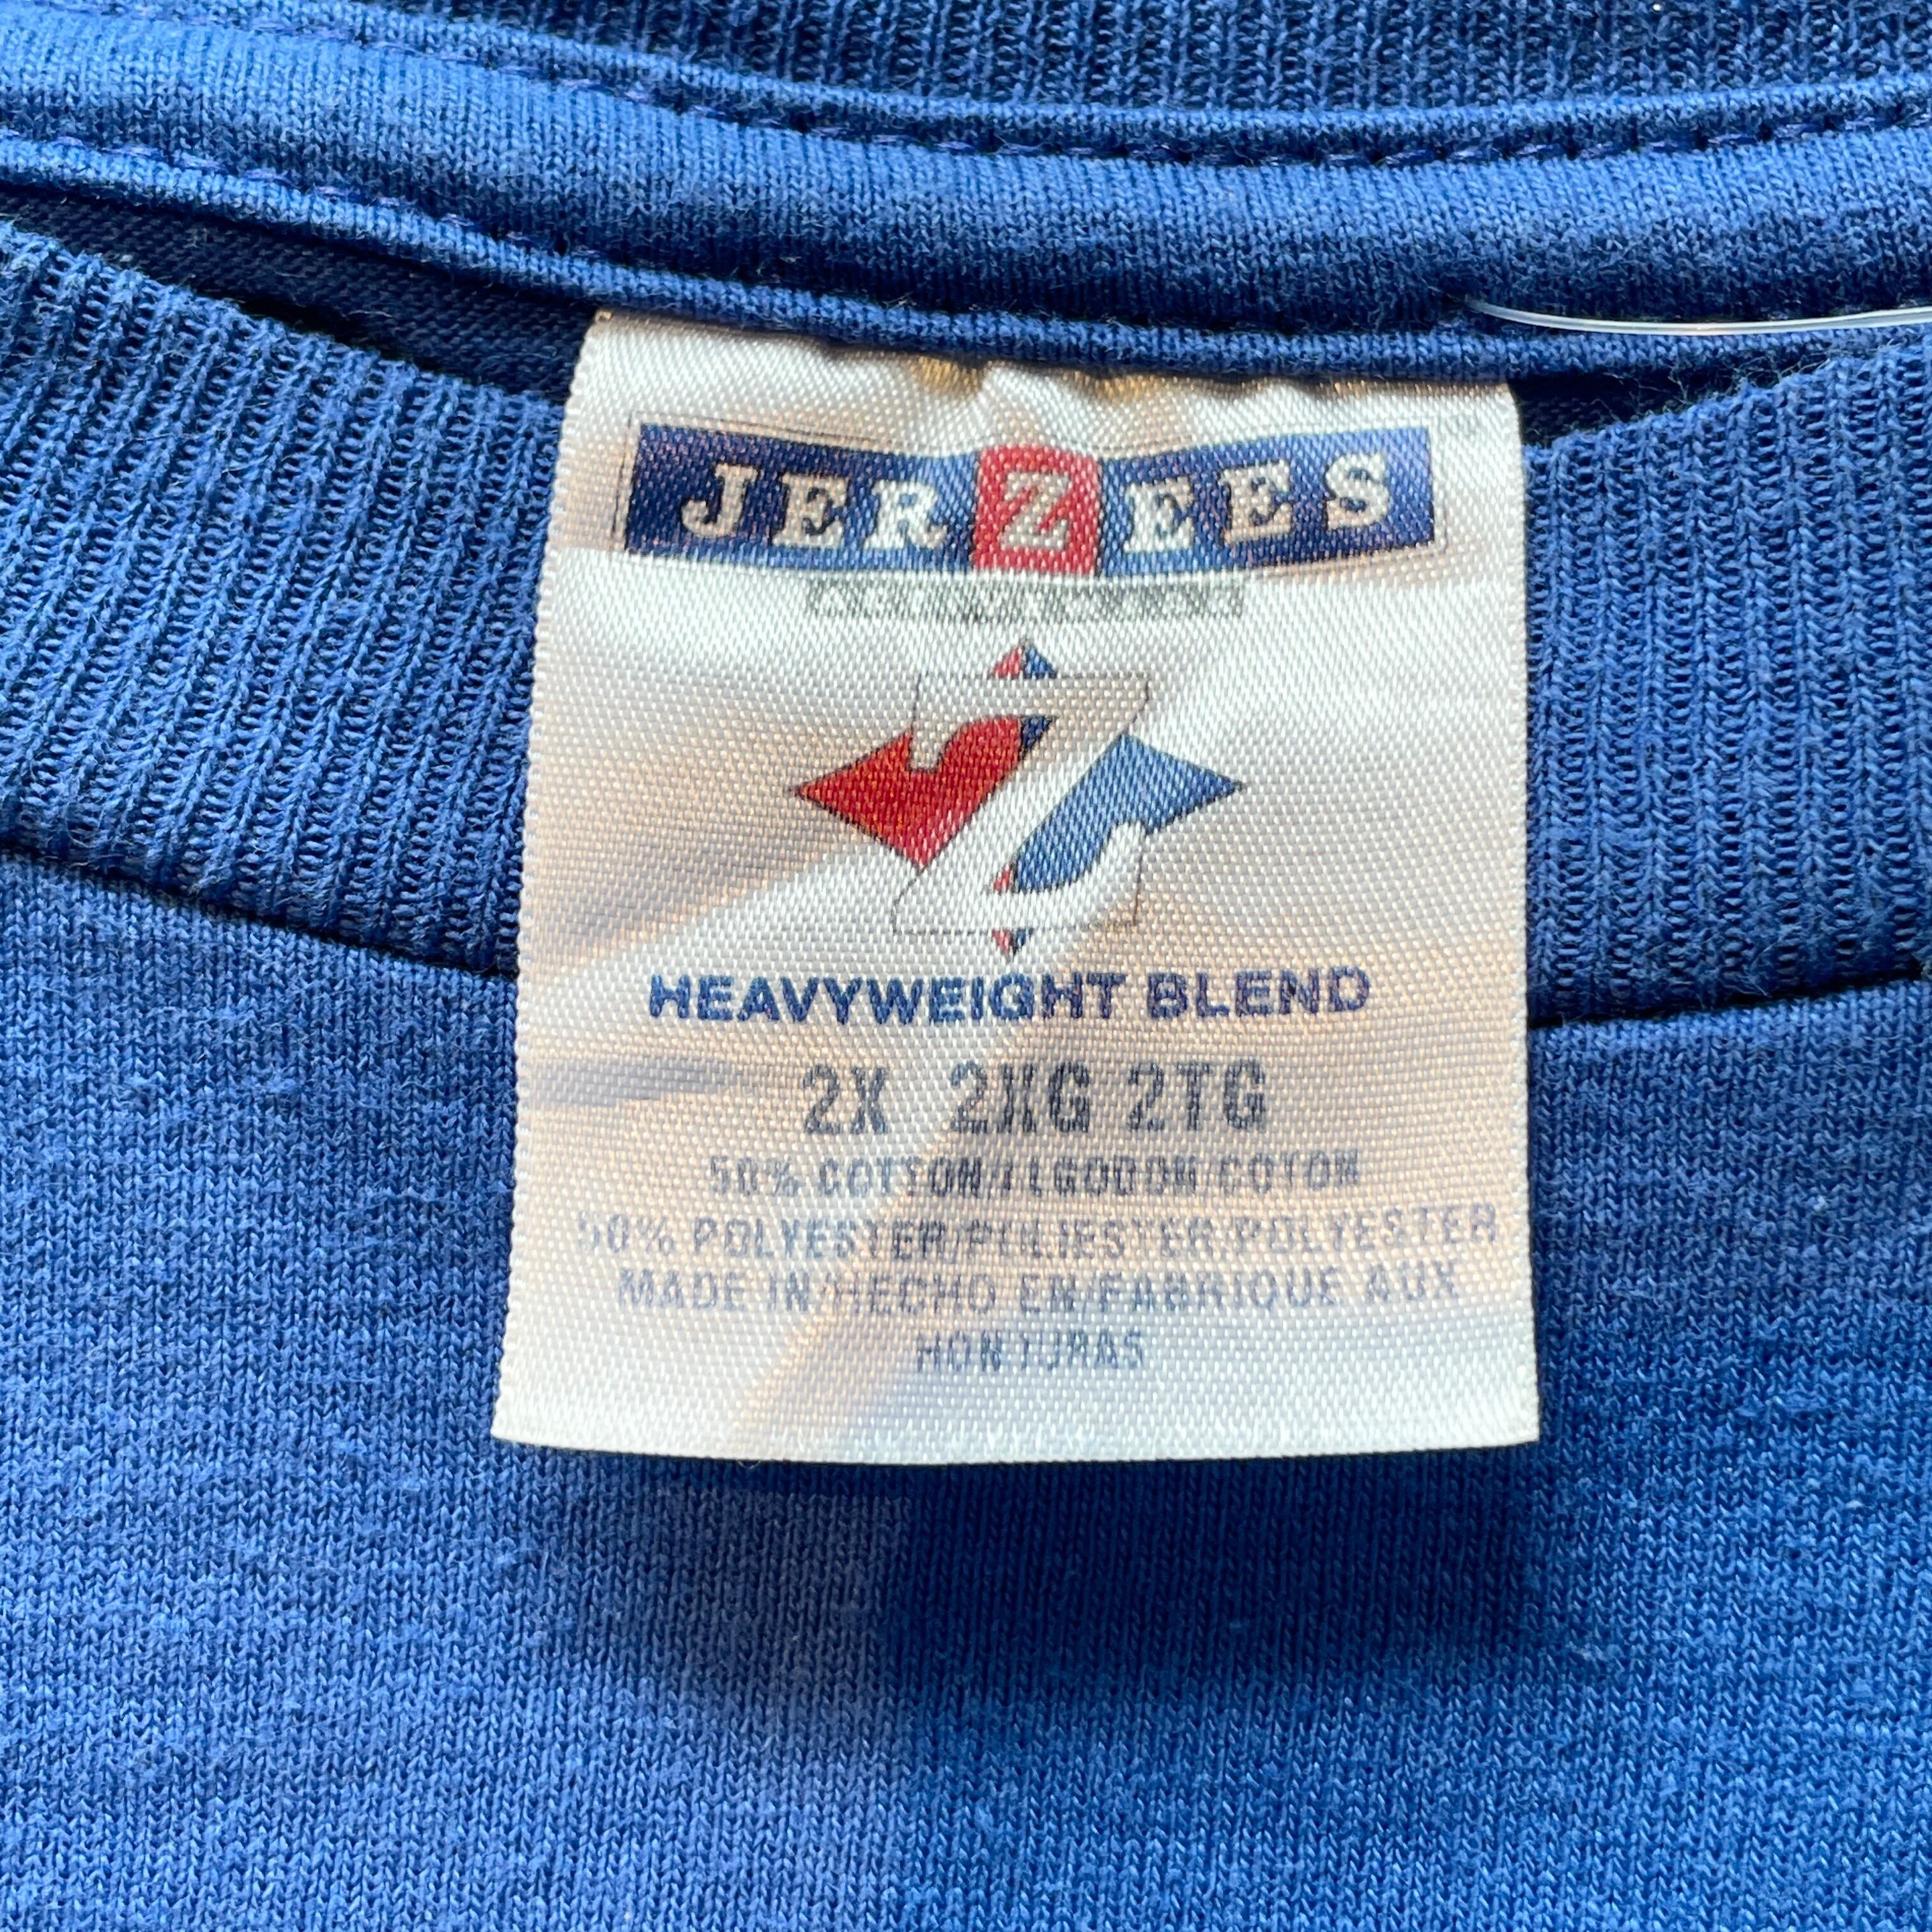 JERZEES
HEAVYWEIGHT BLEND
2X 2XG 2TG
50% COTTON/ALGODON/COTON
50% POLYESTER/POLIESTER/POLYESTER
MADE IN/HECHO EN/FABRIQUE AUX
HONDURAS